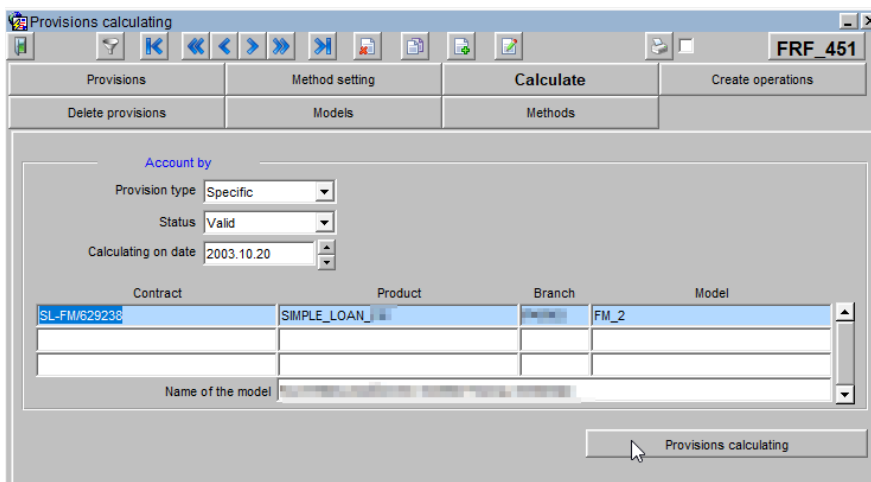 Provisions calculating
FRF_451
Provisions Method setting Calculate Create operations
Delete provisions Models Methods
Account by
Provision type Specific
Status Valid
Calculating on date 2003.10.20
Contract Product Branch Model
SL-FM/629238 SIMPLE_LOAN_ FM_2
Name of the model
Provisions calculating